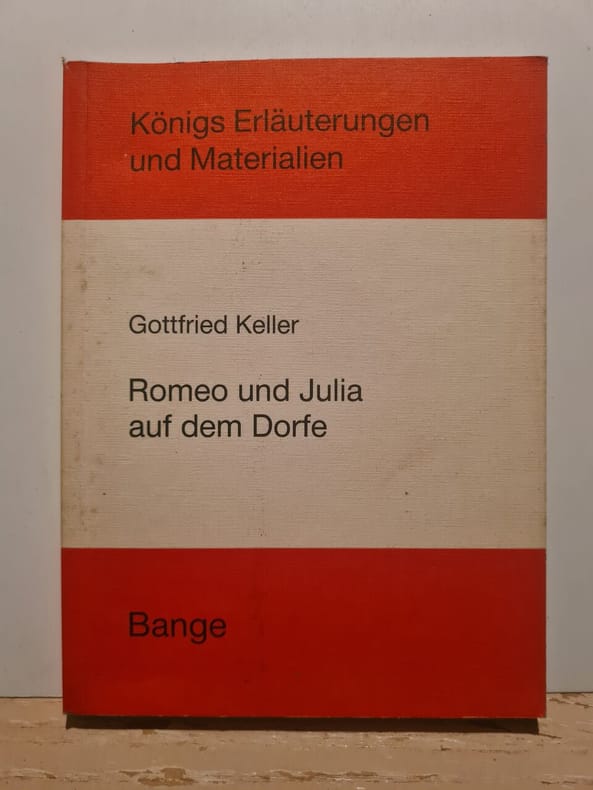 Königs Erläuterungen
und Materialien
Gottfried Keller
Romeo und Julia
auf dem Dorfe
Bange